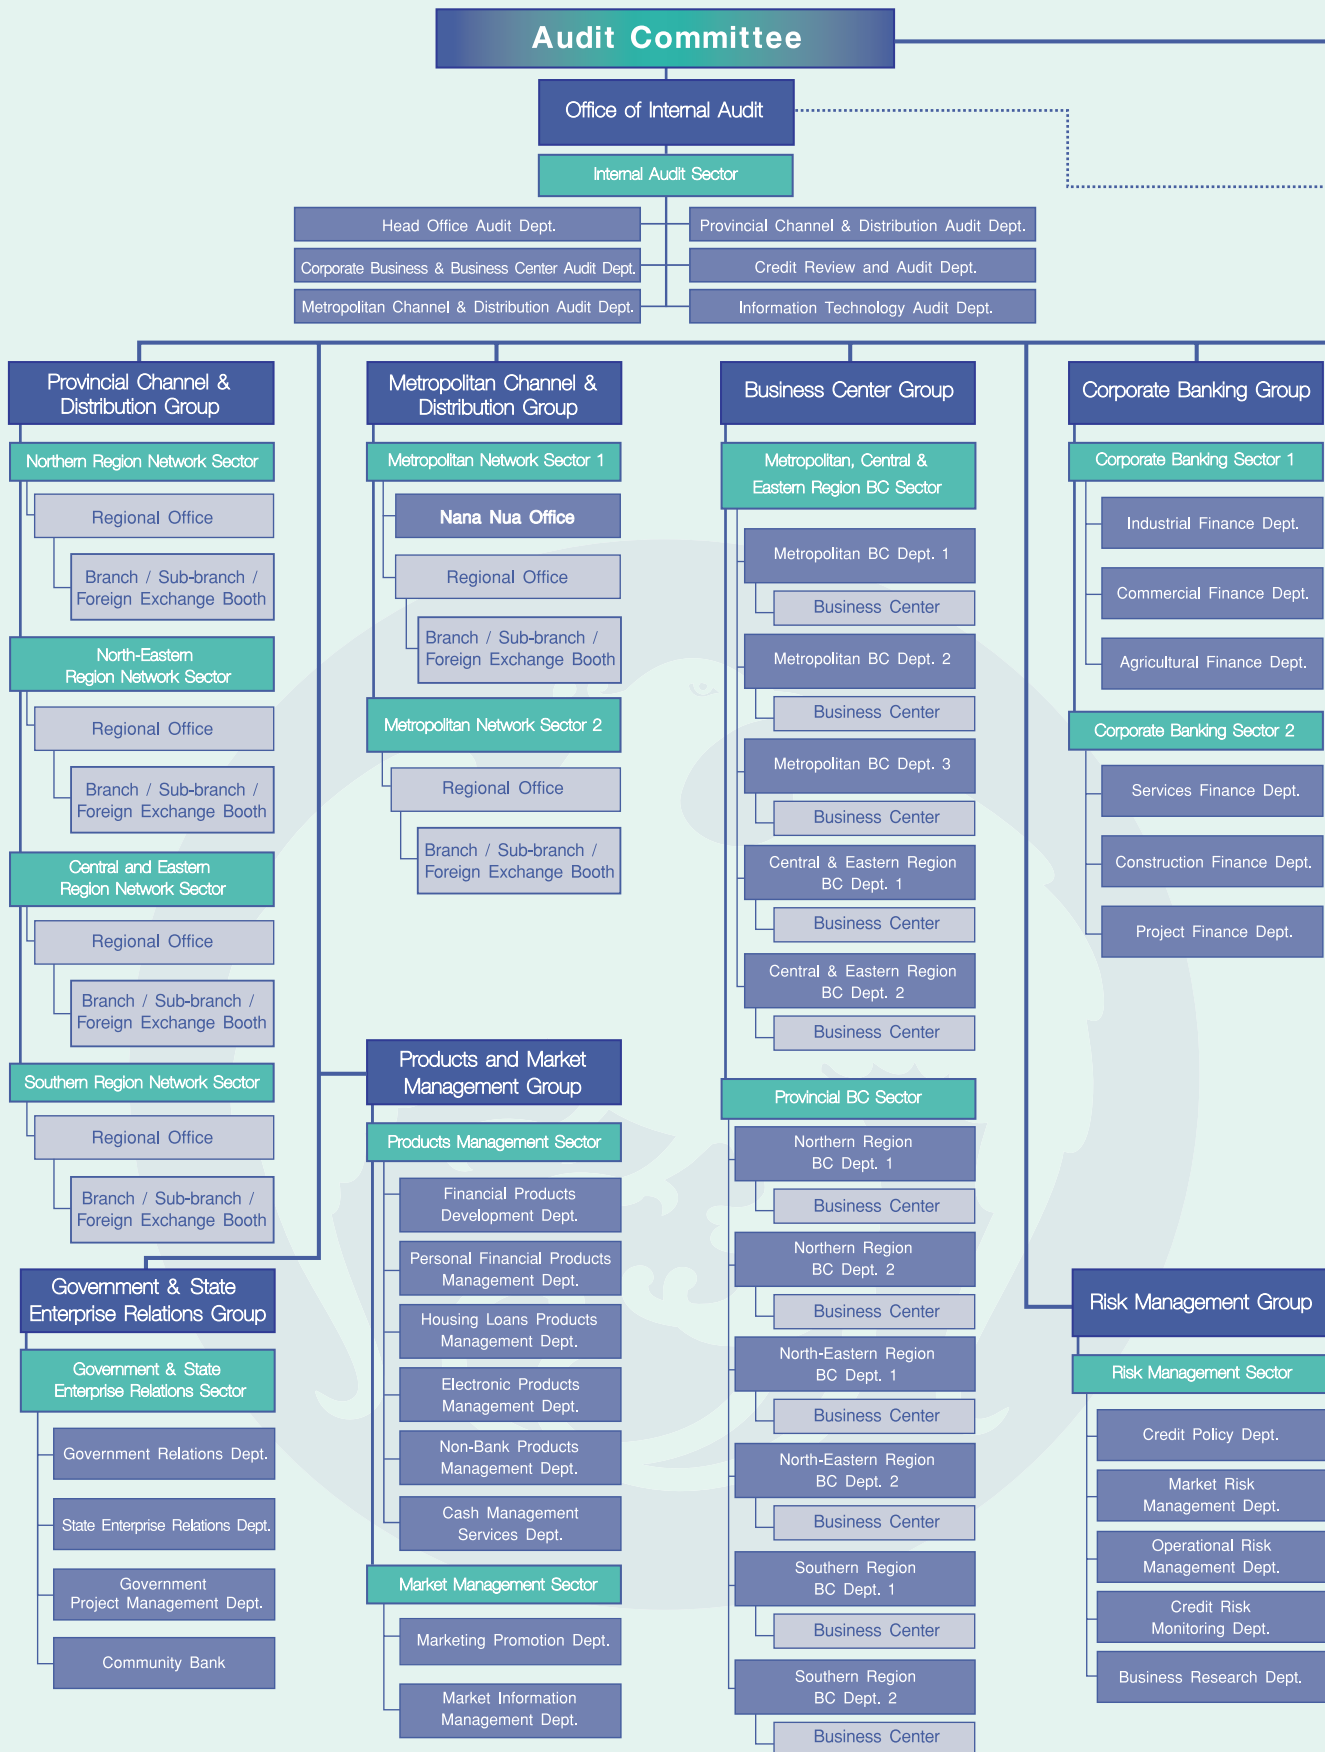 Audit Committee
Office of Internal Audit
Internal Audit Sector
Head Office Audit Dept.
Provincial Channel & Distribution Audit Dept.
Corporate Business & Business Center Audit Dept.
Credit Review and Audit Dept.
Metropolitan Channel & Distribution Audit Dept.
Information Technology Audit Dept.
Provincial Channel &
Distribution Group
Northern Region Network Sector
Regional Office
Branch / Sub-branch /
Foreign Exchange Booth
North-Eastern
Region Network Sector
Regional Office
Branch / Sub-branch /
Foreign Exchange Booth
Central and Eastern
Region Network Sector
Regional Office
Branch / Sub-branch /
Foreign Exchange Booth
Southern Region Network Sector
Regional Office
Branch / Sub-branch /
Foreign Exchange Booth
Government & State
Enterprise Relations Group
Government & State
Enterprise Relations Sector
Government Relations Dept.
State Enterprise Relations Dept.
Government
Project Management Dept.
Community Bank
Metropolitan Channel &
Distribution Group
Metropolitan Network Sector 1
Nana Nua Office
Regional Office
Branch / Sub-branch /
Foreign Exchange Booth
Metropolitan Network Sector 2
Regional Office
Branch / Sub-branch /
Foreign Exchange Booth
Products and Market
Management Group
Products Management Sector
Financial Products
Development Dept.
Personal Financial Products
Management Dept.
Housing Loans Products
Management Dept.
Electronic Products
Management Dept.
Non-Bank Products
Management Dept.
Cash Management
Services Dept.
Market Management Sector
Marketing Promotion Dept.
Market Information
Management Dept.
Business Center Group
Metropolitan, Central &
Eastern Region BC Sector
Metropolitan BC Dept. 1
Business Center
Metropolitan BC Dept. 2
Business Center
Metropolitan BC Dept. 3
Business Center
Central & Eastern Region
BC Dept. 1
Business Center
Central & Eastern Region
BC Dept. 2
Business Center
Provincial BC Sector
Northern Region
BC Dept. 1
Business Center
Northern Region
BC Dept. 2
Business Center
North-Eastern Region
BC Dept. 1
Business Center
North-Eastern Region
BC Dept. 2
Business Center
Southern Region
BC Dept. 1
Business Center
Southern Region
BC Dept. 2
Business Center
Corporate Banking Group
Corporate Banking Sector 1
Industrial Finance Dept.
Commercial Finance Dept.
Agricultural Finance Dept.
Corporate Banking Sector 2
Services Finance Dept.
Construction Finance Dept.
Project Finance Dept.
Risk Management Group
Risk Management Sector
Credit Policy Dept.
Market Risk
Management Dept.
Operational Risk
Management Dept.
Credit Risk
Monitoring Dept.
Business Research Dept.